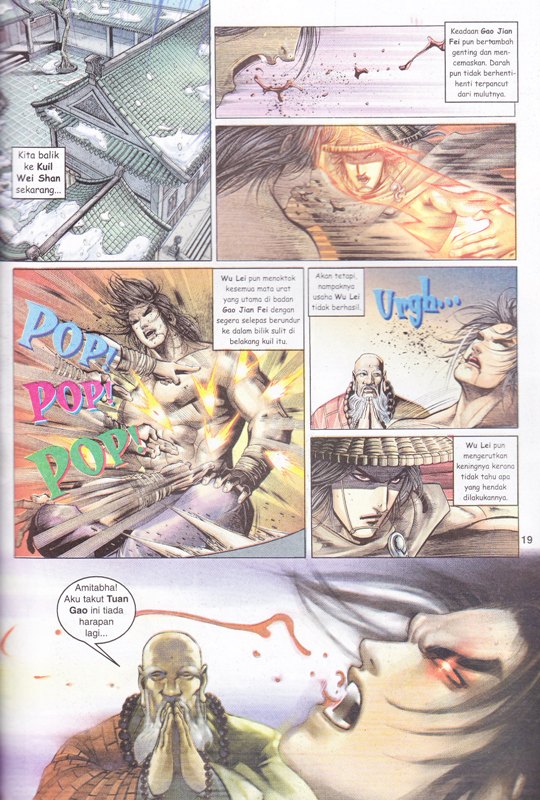 Kita balik
ke Kuil
Wei Shan
sekarang...
Keadaan Gao Jian
Fei pun bertambah
genting dan men-
cemaskan. Darah
pun tidak berhenti-
henti terpancut
dari mulutnya.
Wu Lei pun menoktok
kesemua mata urat
yang utama di badan
Gao Jian Fei dengan
segera selepas berundur
ke dalam bilik sulit di
belakang kuil itu.
POP!
POP!
POP!
Akan tetapi,
nampaknya
usaha Wu Lei
tidak berhasil.
Urgh...
Wu Lei pun
mengerutkan
keningnya kerana
tidak tahu apa
yang hendak
dilakukannya.
19
Amitabha!
Aku takut Tuan
Gao ini tiada
harapan
lagi...